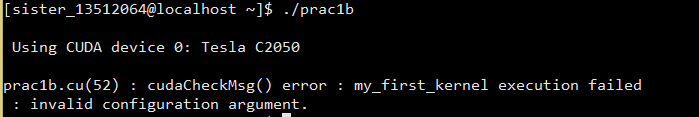 [sister_13512064@localhost ~]$ ./prac1b
Using CUDA device 0: Tesla C2050
prac1b.cu(52) : cudaCheckMsg() error : my_first_kernel execution failed
: invalid configuration argument.